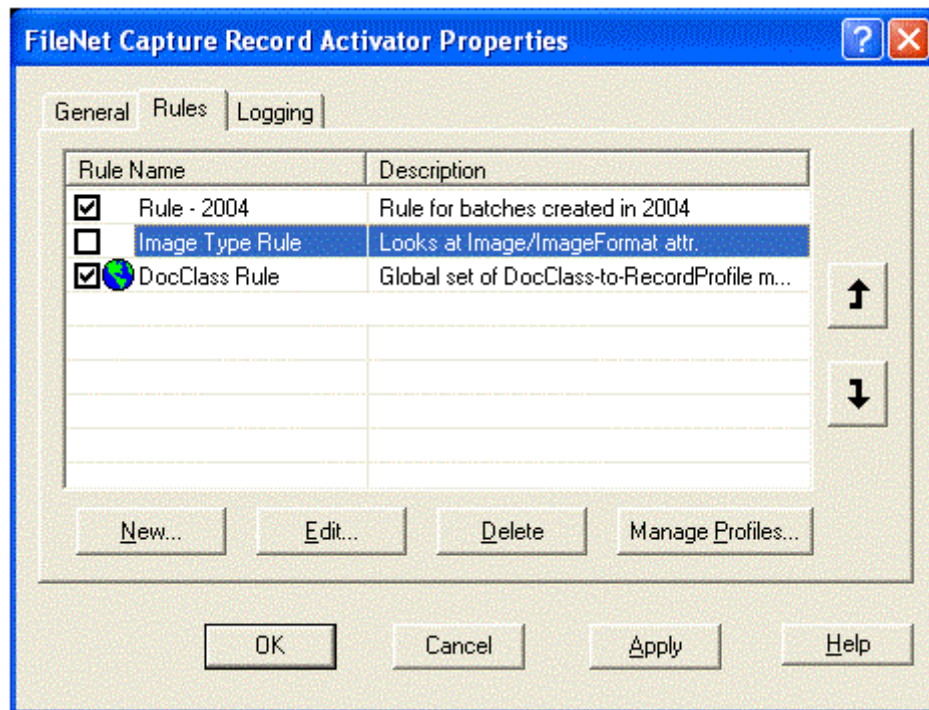 FileNet Capture Record Activator Properties
General Rules Logging
Rule Name Description
Rule - 2004 Rule for batches created in 2004
Image Type Rule Looks at Image/ImageFormat attr.
DocClass Rule Global set of DocClass-to-RecordProfile m...
New... Edit... Delete Manage Profiles...
OK Cancel Apply Help